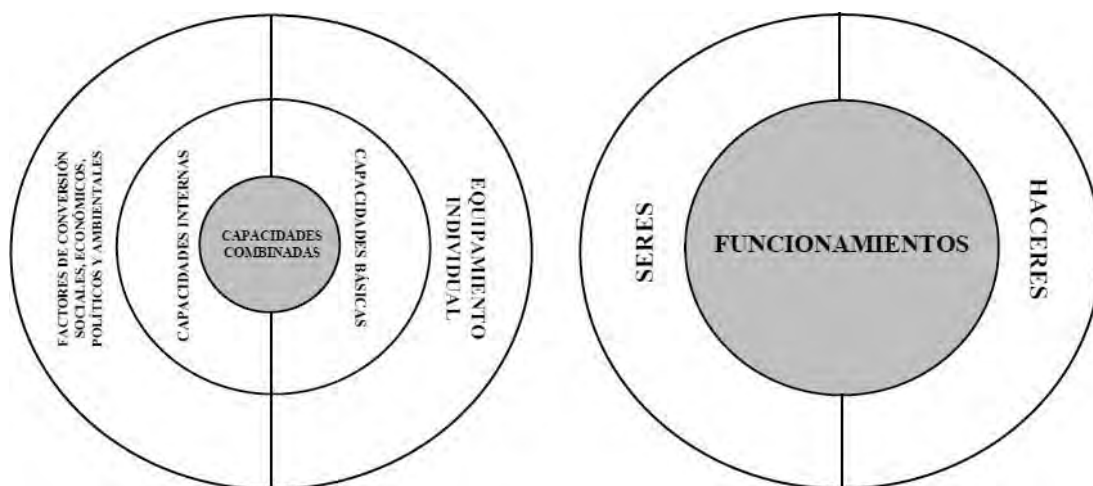 FACTORES DE CONVERSIÓN
SOCIALES, ECONÓMICOS,
POLÍTICOS Y AMBIENTALES
CAPACIDADES INTERNAS
CAPACIDADES
COMBINADAS
CAPACIDADES BÁSICAS
EQUIPAMIENTO
INDIVIDUAL
SERES
FUNCIONAMIENTOS
HACERES